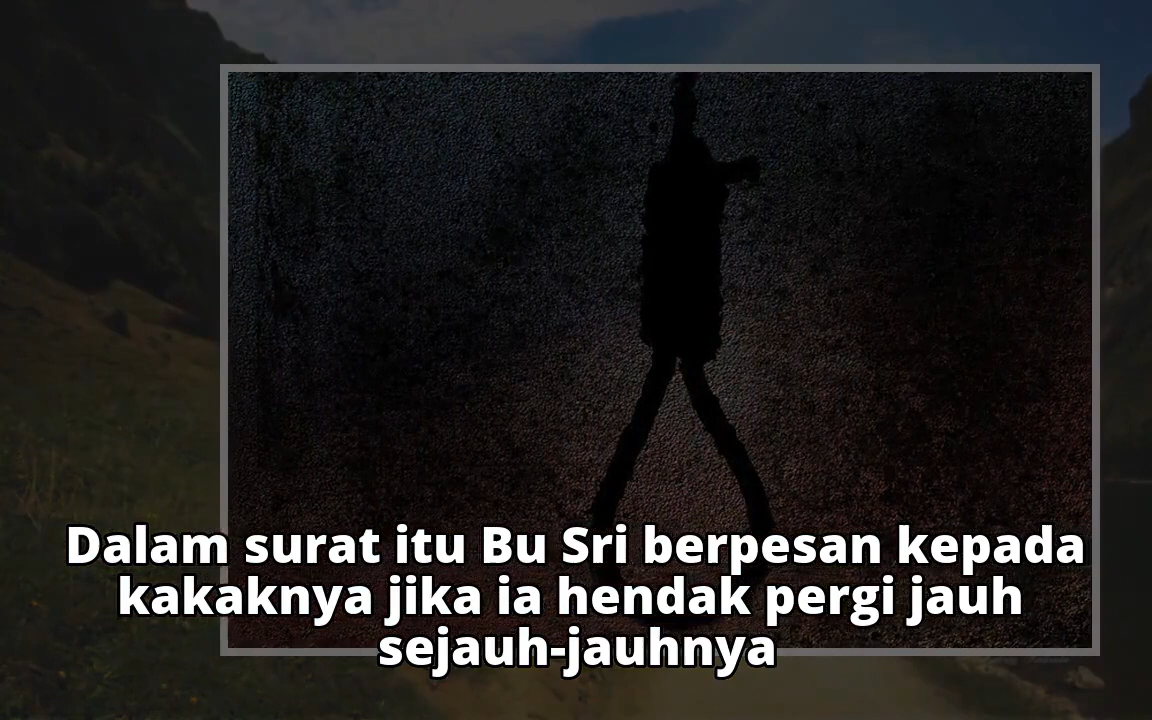 Dalam surat itu Bu Sri berpesan kepada
kakaknya jika ia hendak pergi jauh
sejauh-jauhnya